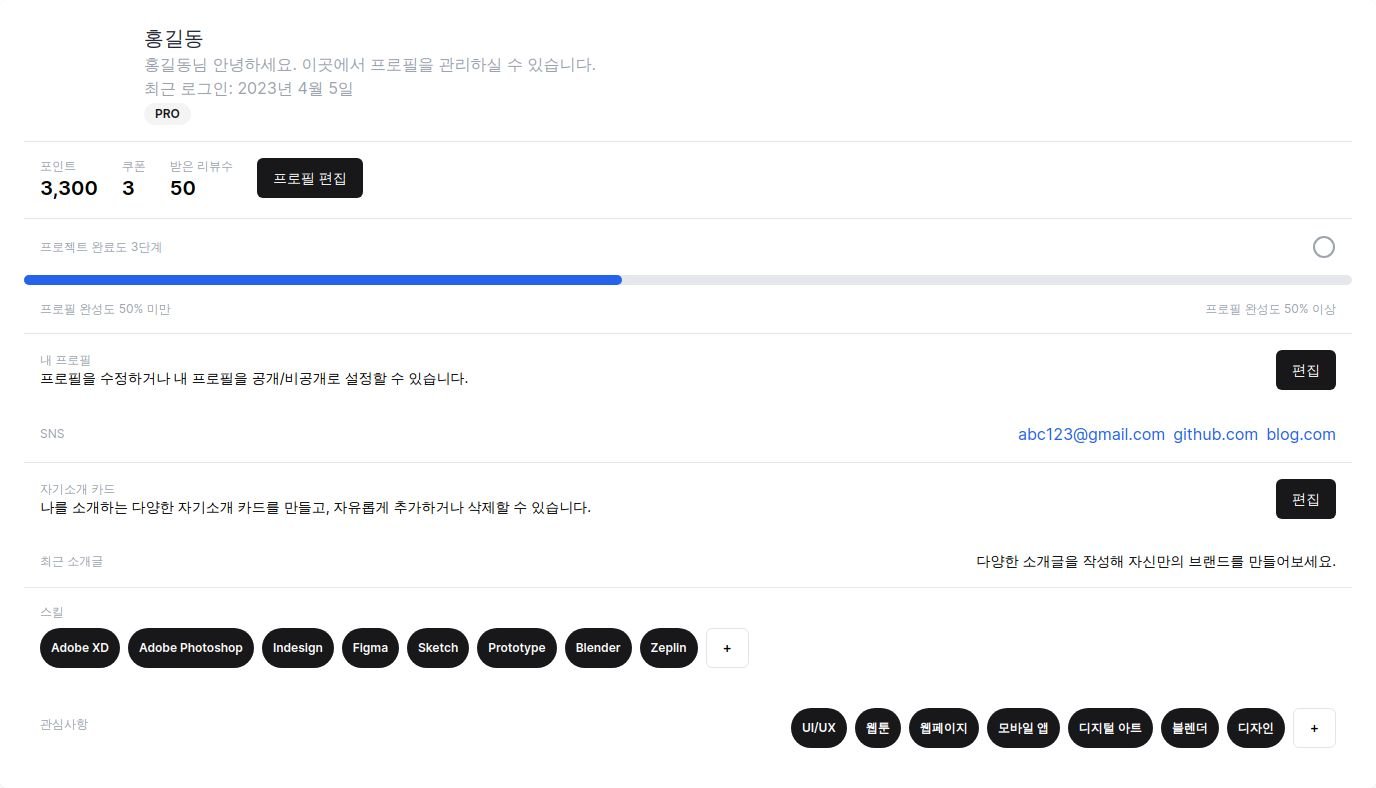 홍길동
홍길동님 안녕하세요. 이곳에서 프로필을 관리하실 수 있습니다.
최근 로그인: 2023년 4월 5일
PRO
포인트 쿠폰 받은 리뷰수
3,300 3 50 프로필 편집
프로젝트 완료도 3단계
프로필 완성도 50% 미만 프로필 완성도 50% 이상
내 프로필
프로필을 수정하거나 내 프로필을 공개/비공개로 설정할 수 있습니다. 편집
SNS abc123@gmail.com github.com blog.com
자기소개 카드
나를 소개하는 다양한 자기소개 카드를 만들고, 자유롭게 추가하거나 삭제할 수 있습니다. 편집
최근 소개글 다양한 소개글을 작성해 자신만의 브랜드를 만들어보세요.
스킬
Adobe XD Adobe Photoshop Indesign Figma Sketch Prototype Blender Zeplin +
관심사항 UI/UX 웹툰 웹페이지 모바일 앱 디지털 아트 블렌더 디자인 +